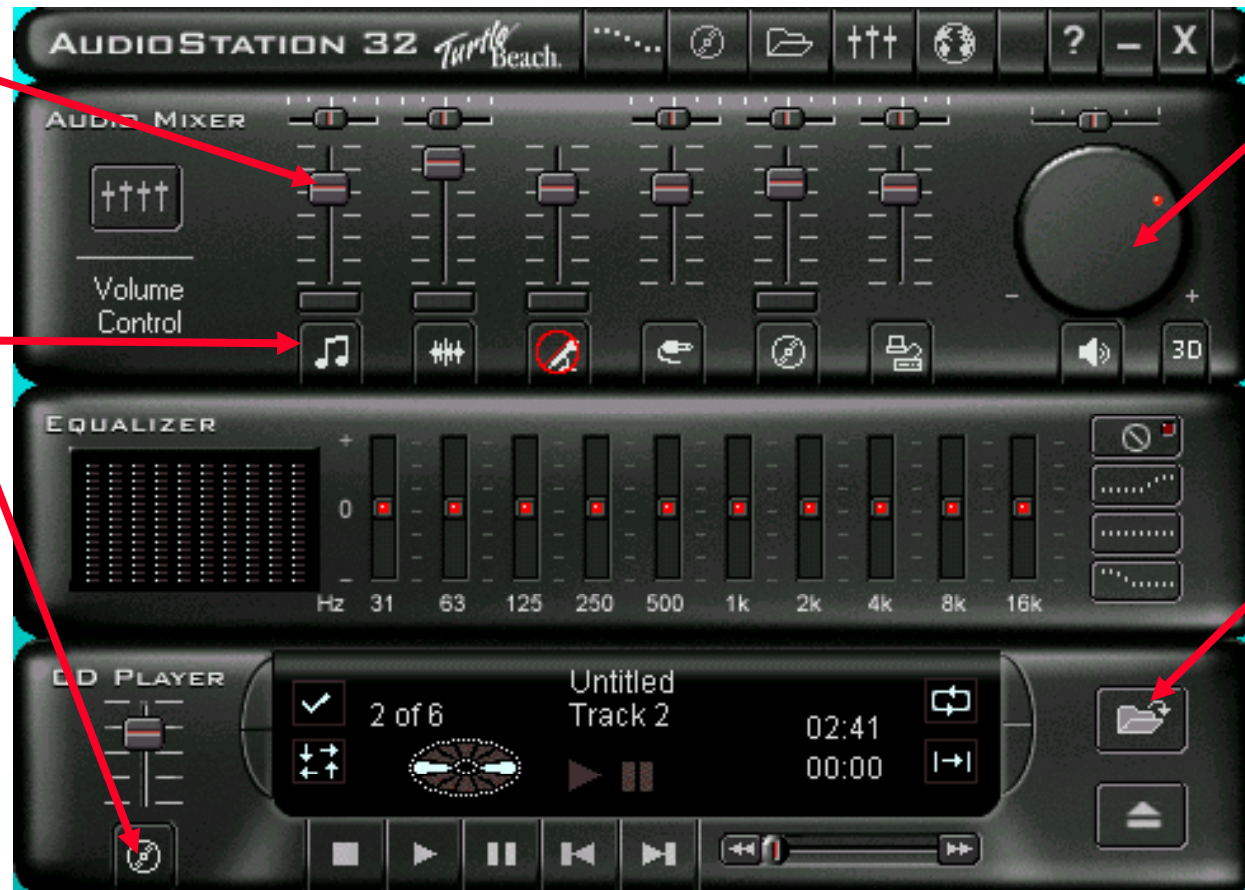 AUDIOSTATION 32 Turtle Beach. ? – X
AUDIO MIXER
Volume
Control
- +
3D
EQUALIZER
+
0
–
Hz 31 63 125 250 500 1k 2k 4k 8k 16k
CD PLAYER
Untitled
2 of 6 Track 2 02:41
00:00